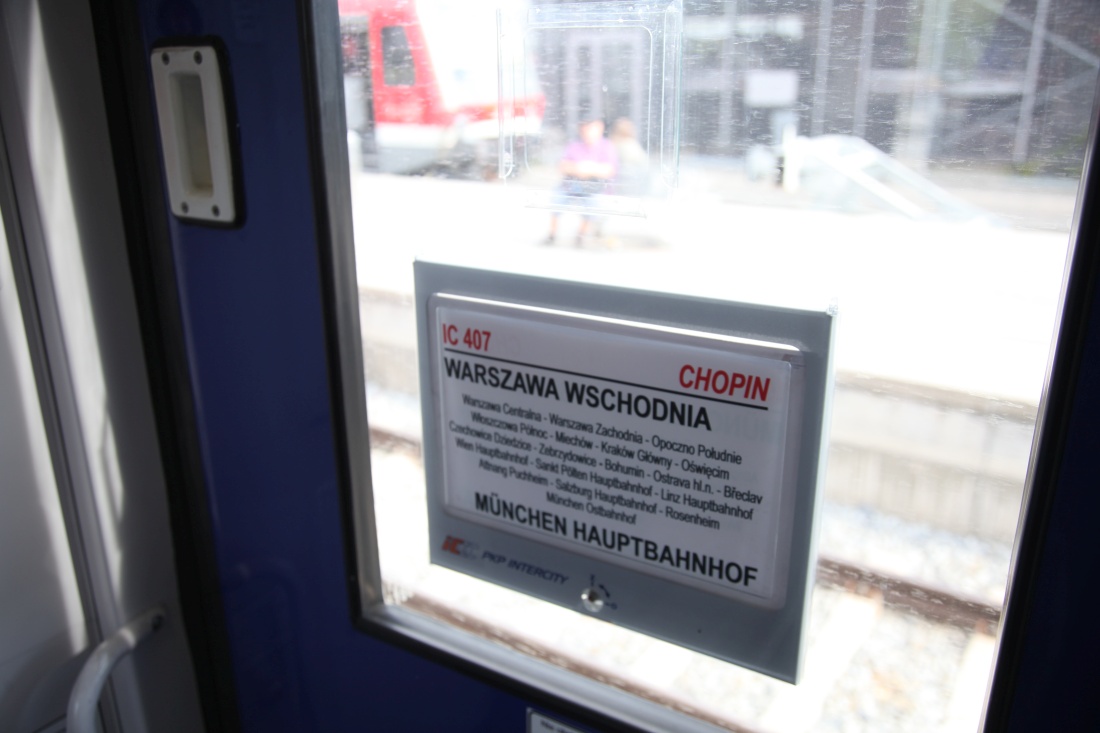 IC 407
CHOPIN
WARSZAWA WSCHODNIA
Warszawa Centralna - Warszawa Zachodnia - Opoczno Południe
Włoszczowa Północ - Miechów - Kraków Główny - Oświęcim
Czechowice Dziedzice - Zebrzydowice - Bohumin - Ostrava hl.n. - Břeclav
Wien Hauptbahnhof - Sankt Pölten Hauptbahnhof - Linz Hauptbahnhof
Attnang Puchheim - Salzburg Hauptbahnhof - Rosenheim
München Ostbahnhof
MÜNCHEN HAUPTBAHNHOF
IC PKP INTERCITY